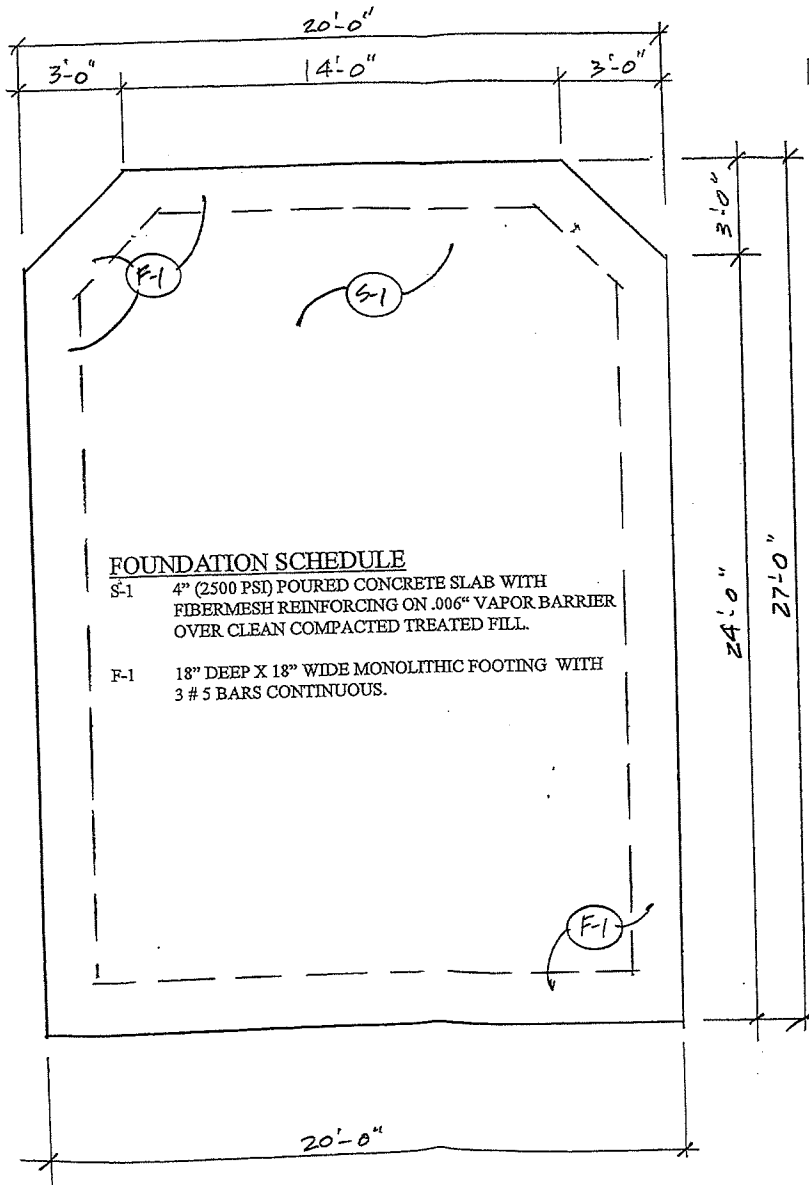 20'-0"
3'-0"
14'-0"
3'-0"
3'-0"
F-1
S-1
FOUNDATION SCHEDULE
S-1 4" (2500 PSI) POURED CONCRETE SLAB WITH
FIBERMESH REINFORCING ON .006" VAPOR BARRIER
OVER CLEAN COMPACTED TREATED FILL.
F-1 18" DEEP X 18" WIDE MONOLITHIC FOOTING WITH
3 # 5 BARS CONTINUOUS.
24'-0"
27'-0"
F-1
20'-0"